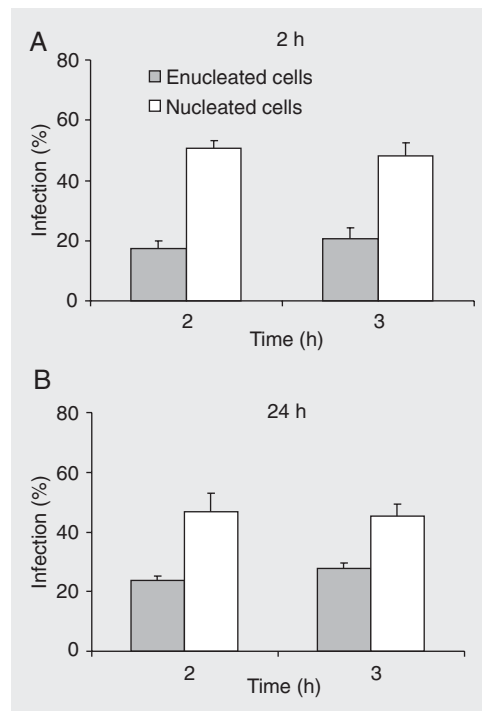 A
2 h
80
60
40
20
0
Infection (%)
Enucleated cells
Nucleated cells
2 3
Time (h)
B
24 h
80
60
40
20
0
Infection (%)
2 3
Time (h)